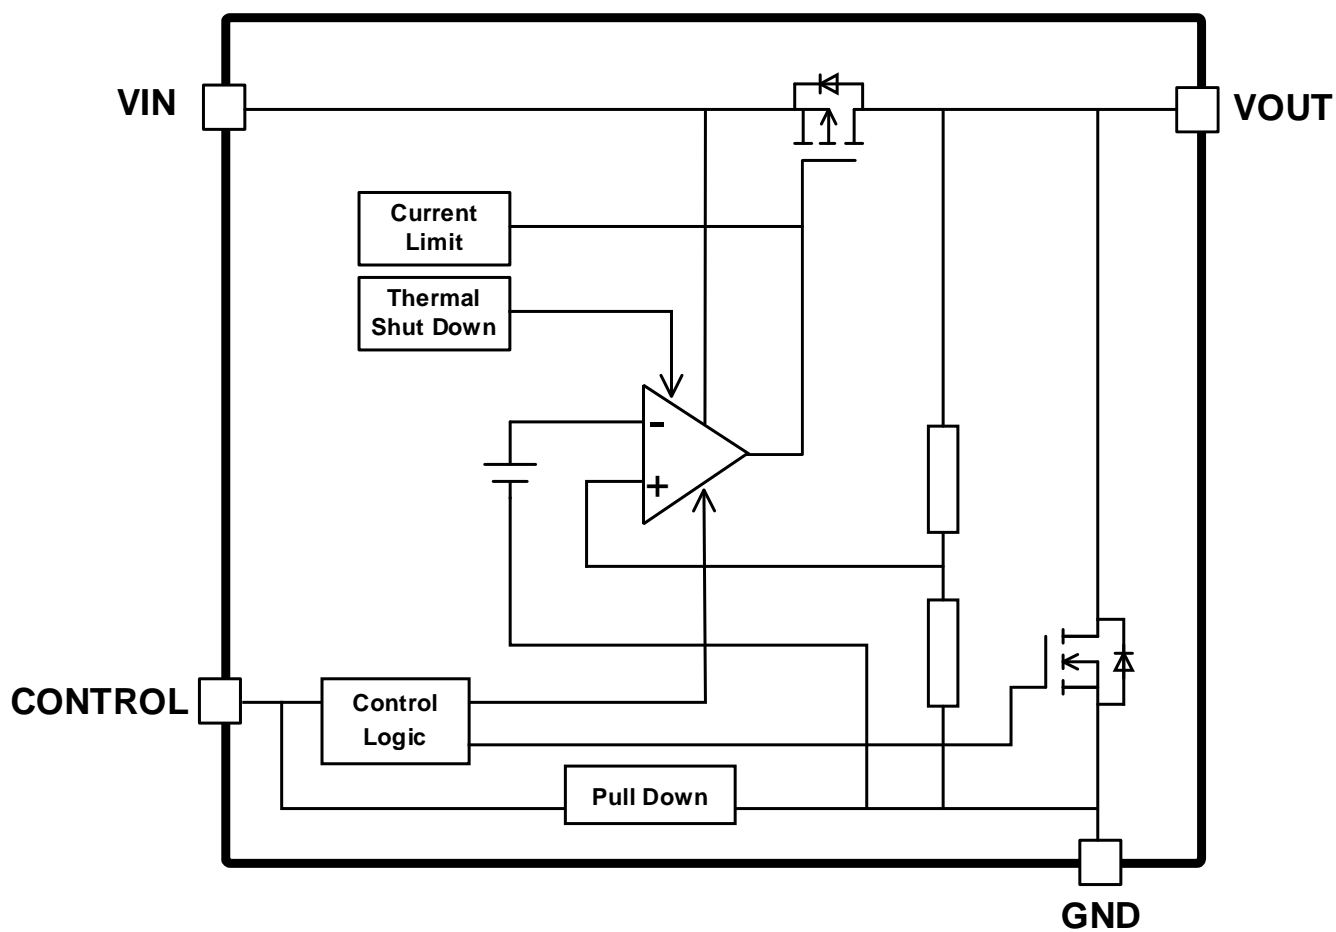 VIN
VOUT
Current
Limit
Thermal
Shut Down
-
+
CONTROL
Control
Logic
Pull Down
GND